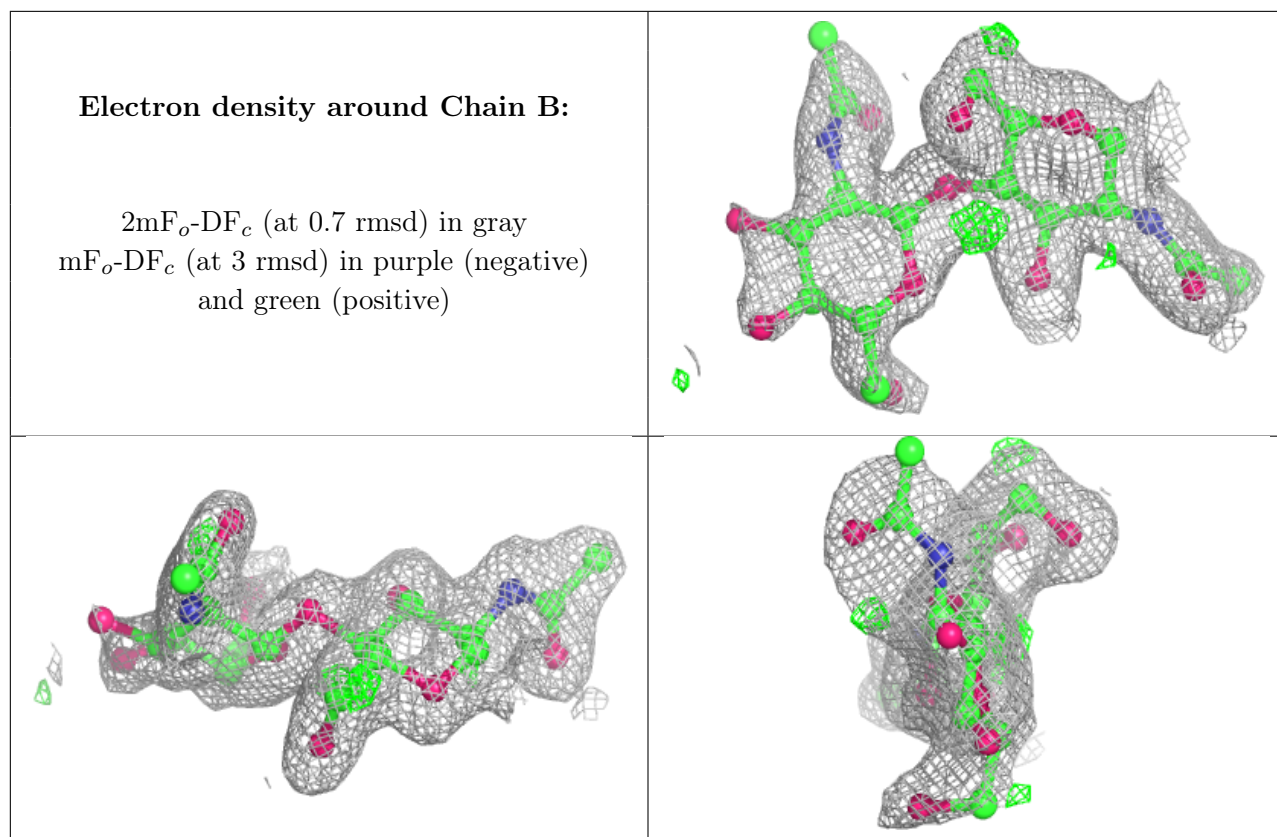 Electron density around Chain B:
2mFo-DFc (at 0.7 rmsd) in gray
mFo-DFc (at 3 rmsd) in purple (negative)
and green (positive)